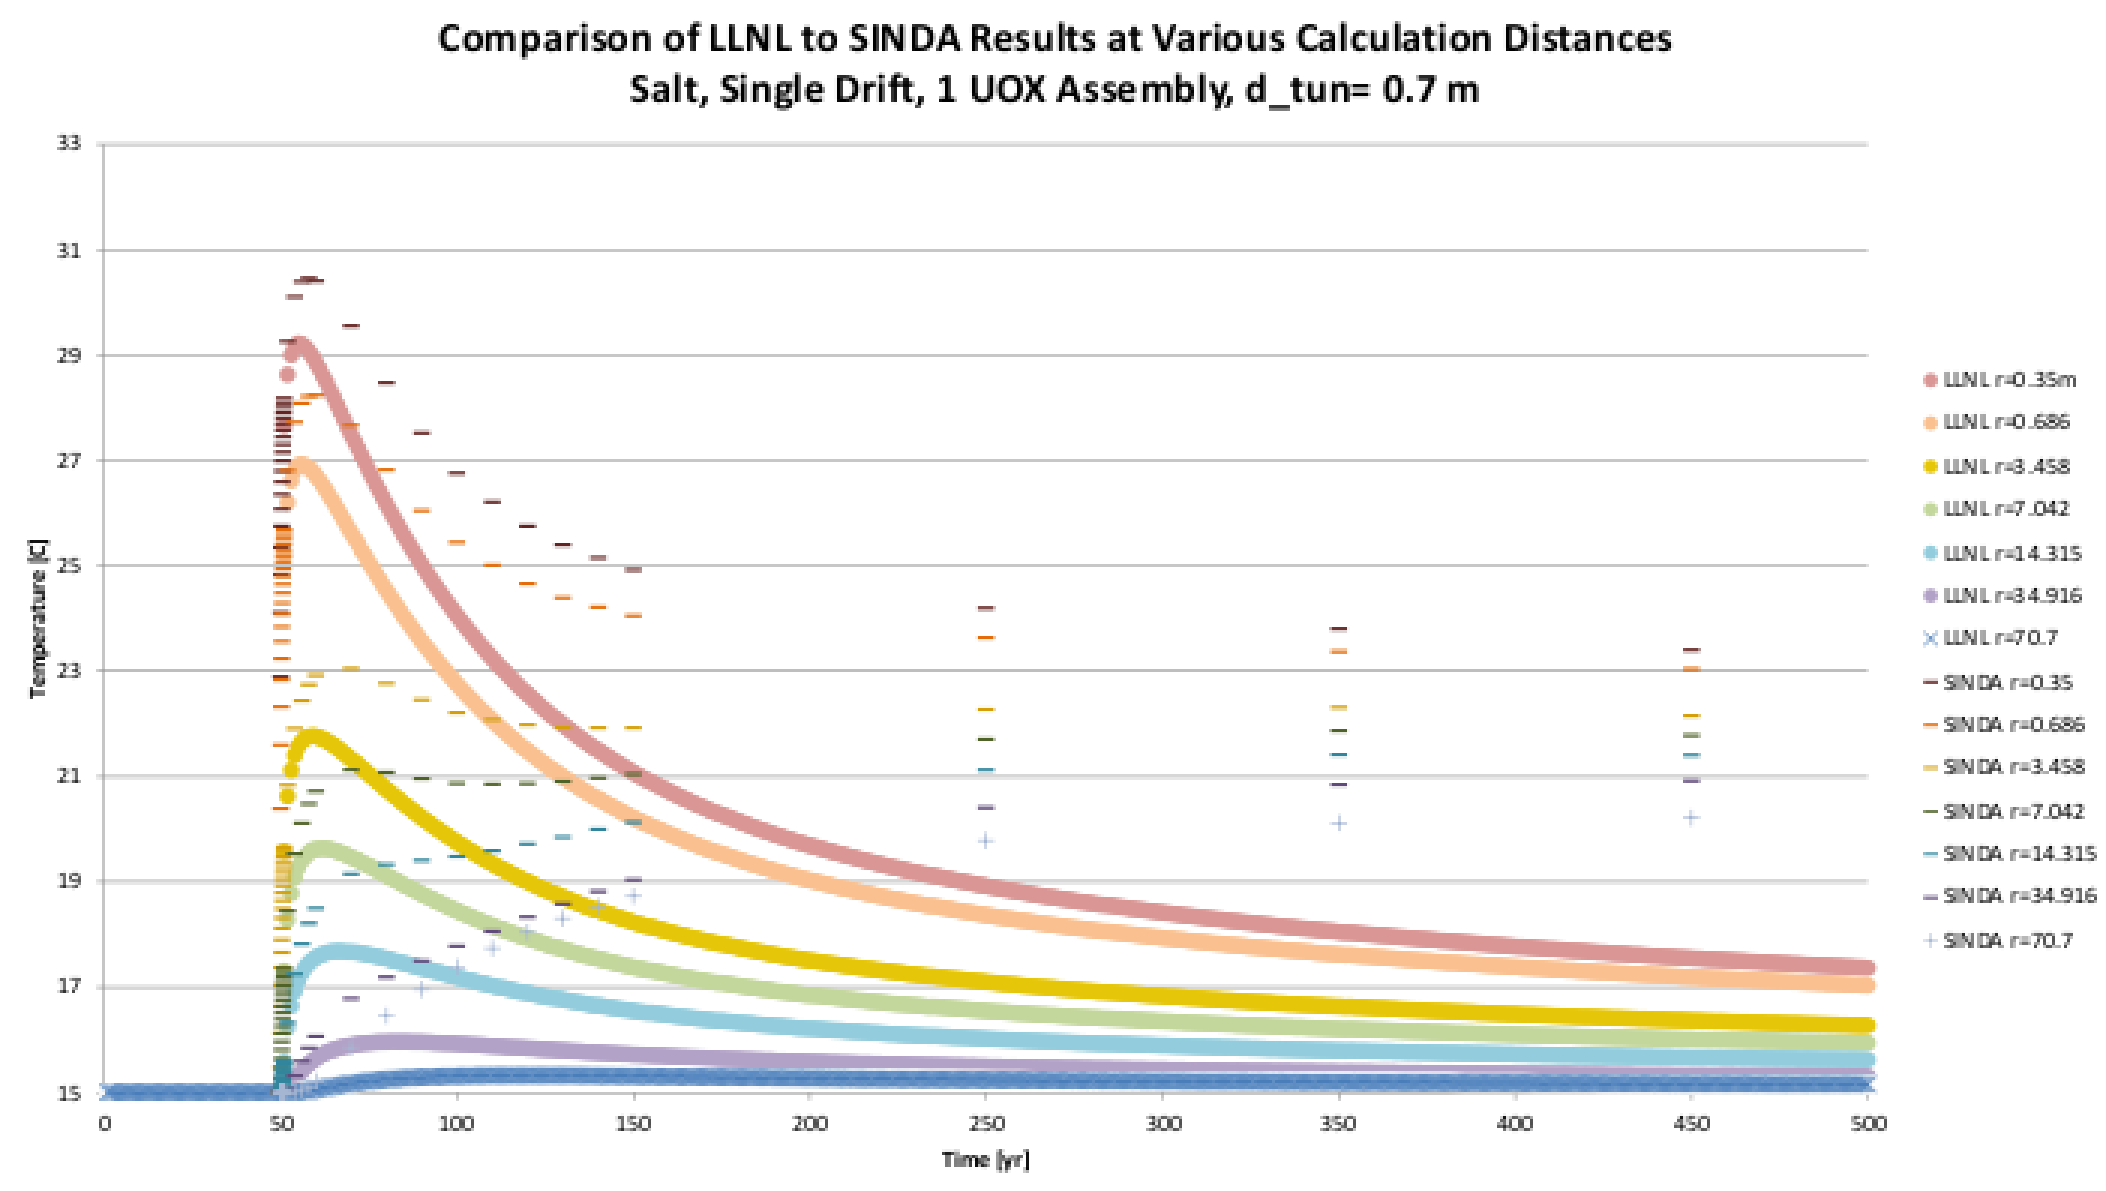 Comparison of LLNL to SINDA Results at Various Calculation Distances
Salt, Single Drift, 1 UOX Assembly, d_tun= 0.7 m
33
31
29
27
25
23
21
19
17
15
Temperature [C]
0
50
100
150
200
250
300
350
400
450
500
Time [yr]
LLNL r=0.35m
LLNL r=0.686
LLNL r=3.458
LLNL r=7.042
LLNL r=14.315
LLNL r=34.916
LLNL r=70.7
SINDA r=0.35
SINDA r=0.686
SINDA r=3.458
SINDA r=7.042
SINDA r=14.315
SINDA r=34.916
SINDA r=70.7